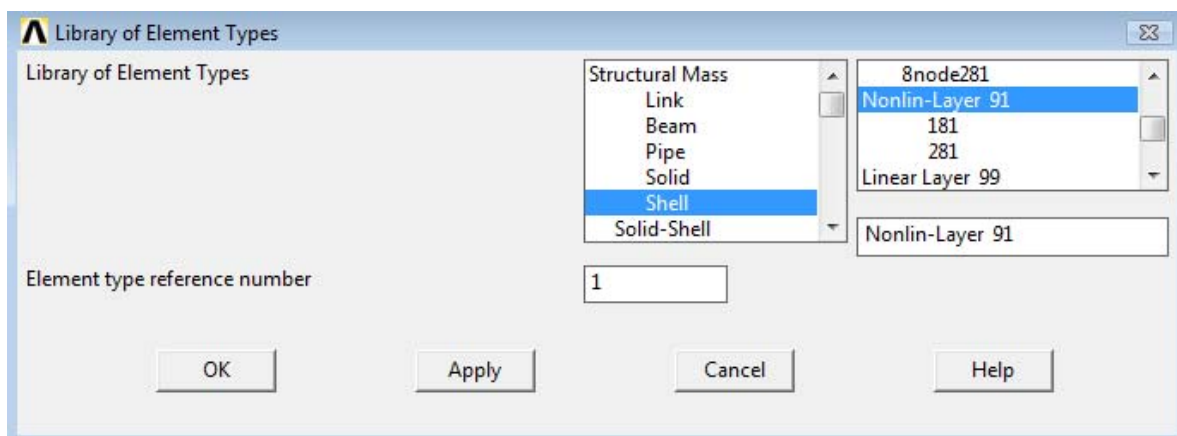 Library of Element Types
Library of Element Types
Structural Mass
Link
Beam
Pipe
Solid
Shell
Solid-Shell
8node281
Nonlin-Layer 91
181
281
Linear Layer 99
Nonlin-Layer 91
Element type reference number
1
OK
Apply
Cancel
Help